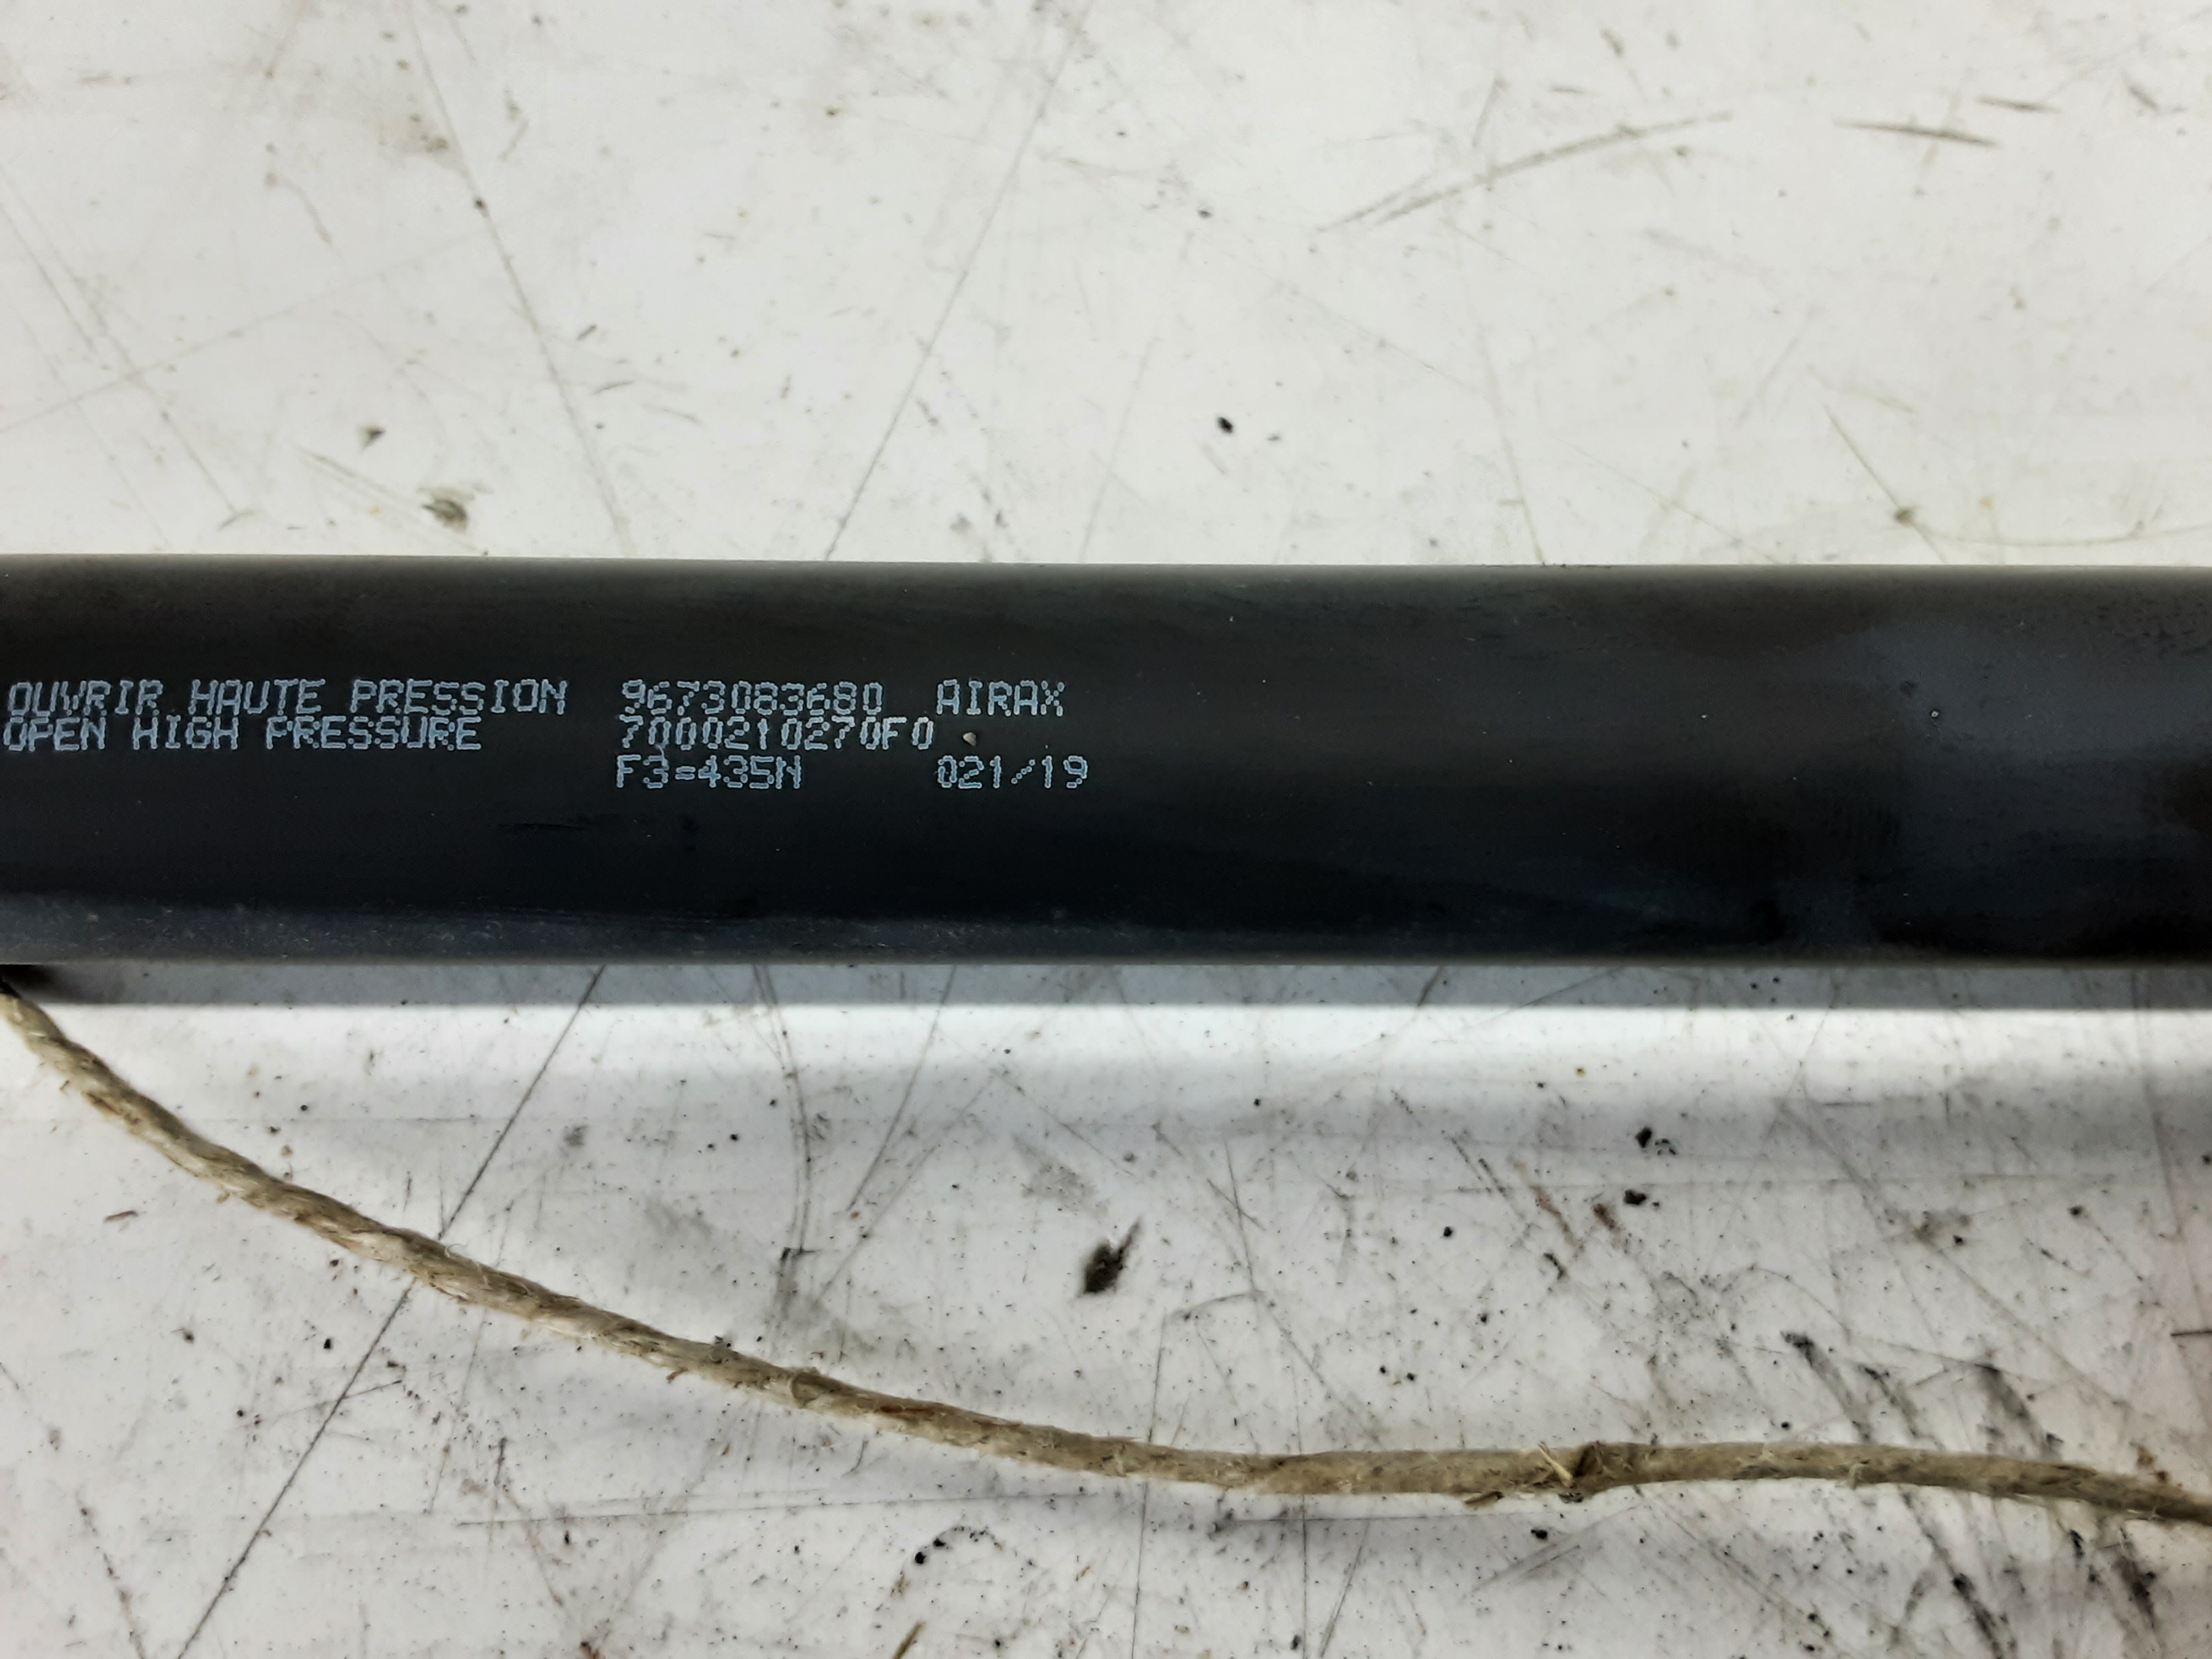 OUVRIR HAUTE PRESSION 9673083680 AIRAX
OPEN HIGH PRESSURE 7000210270F0
F3=435N 021/19